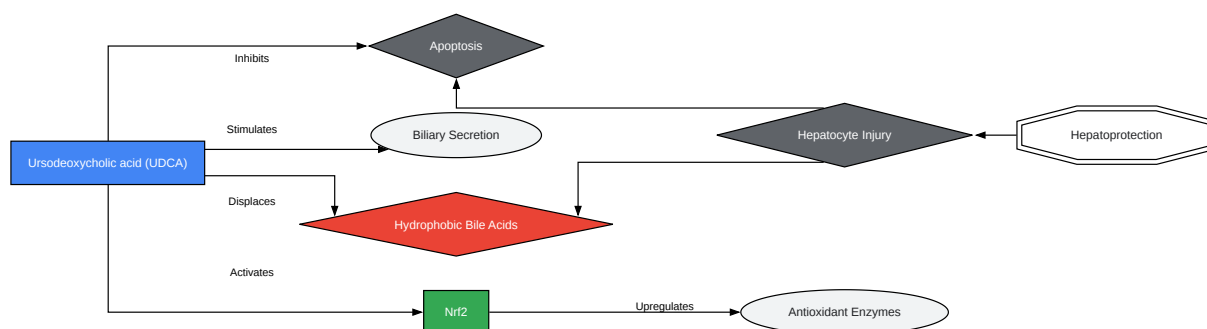 Apoptosis
Inhibits
Stimulates
Biliary Secretion
Hepatocyte Injury
Hepatoprotection
Ursodeoxycholic acid (UDCA)
Displaces
Hydrophobic Bile Acids
Activates
Nrf2
Upregulates
Antioxidant Enzymes